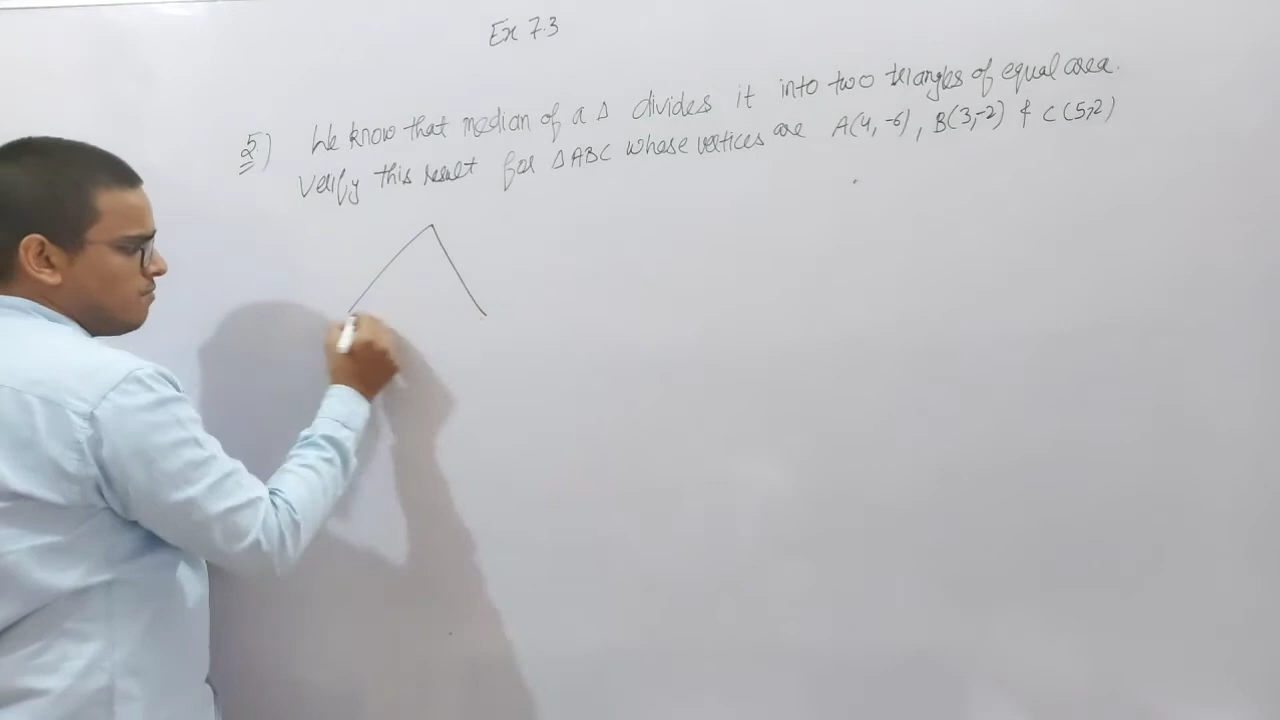 Ex 7.3
5.) We know that median of a Δ divides it into two triangles of equal area.
Verify this result for ΔABC whose vertices are A(4,-6), B(3,-2) & C(5,2)